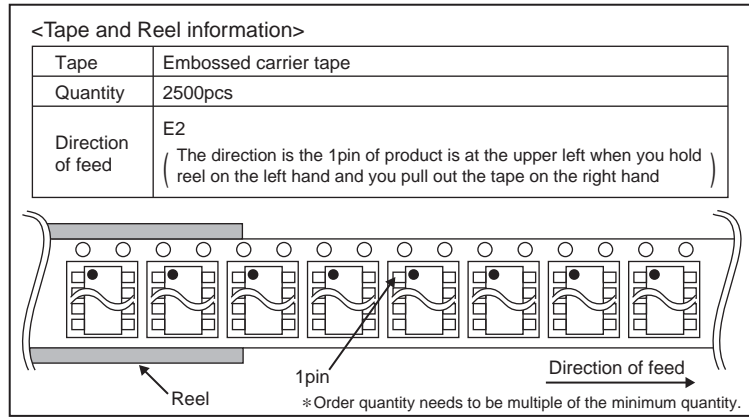 <Tape and Reel information>
Tape Embossed carrier tape
Quantity 2500pcs
Direction of feed E2
( The direction is the 1pin of product is at the upper left when you hold
reel on the left hand and you pull out the tape on the right hand )
Reel
1pin
Direction of feed
*Order quantity needs to be multiple of the minimum quantity.